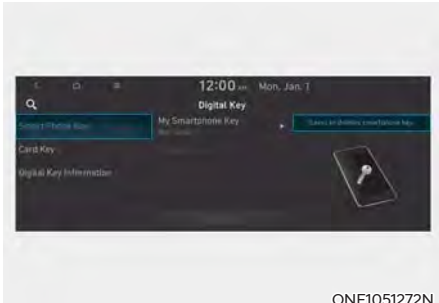 12:00 AM Mon, Jan. 1
Digital Key
Smart Phone Key
My Smartphone Key
Card Key
Digital Key Information
ONE1051272N